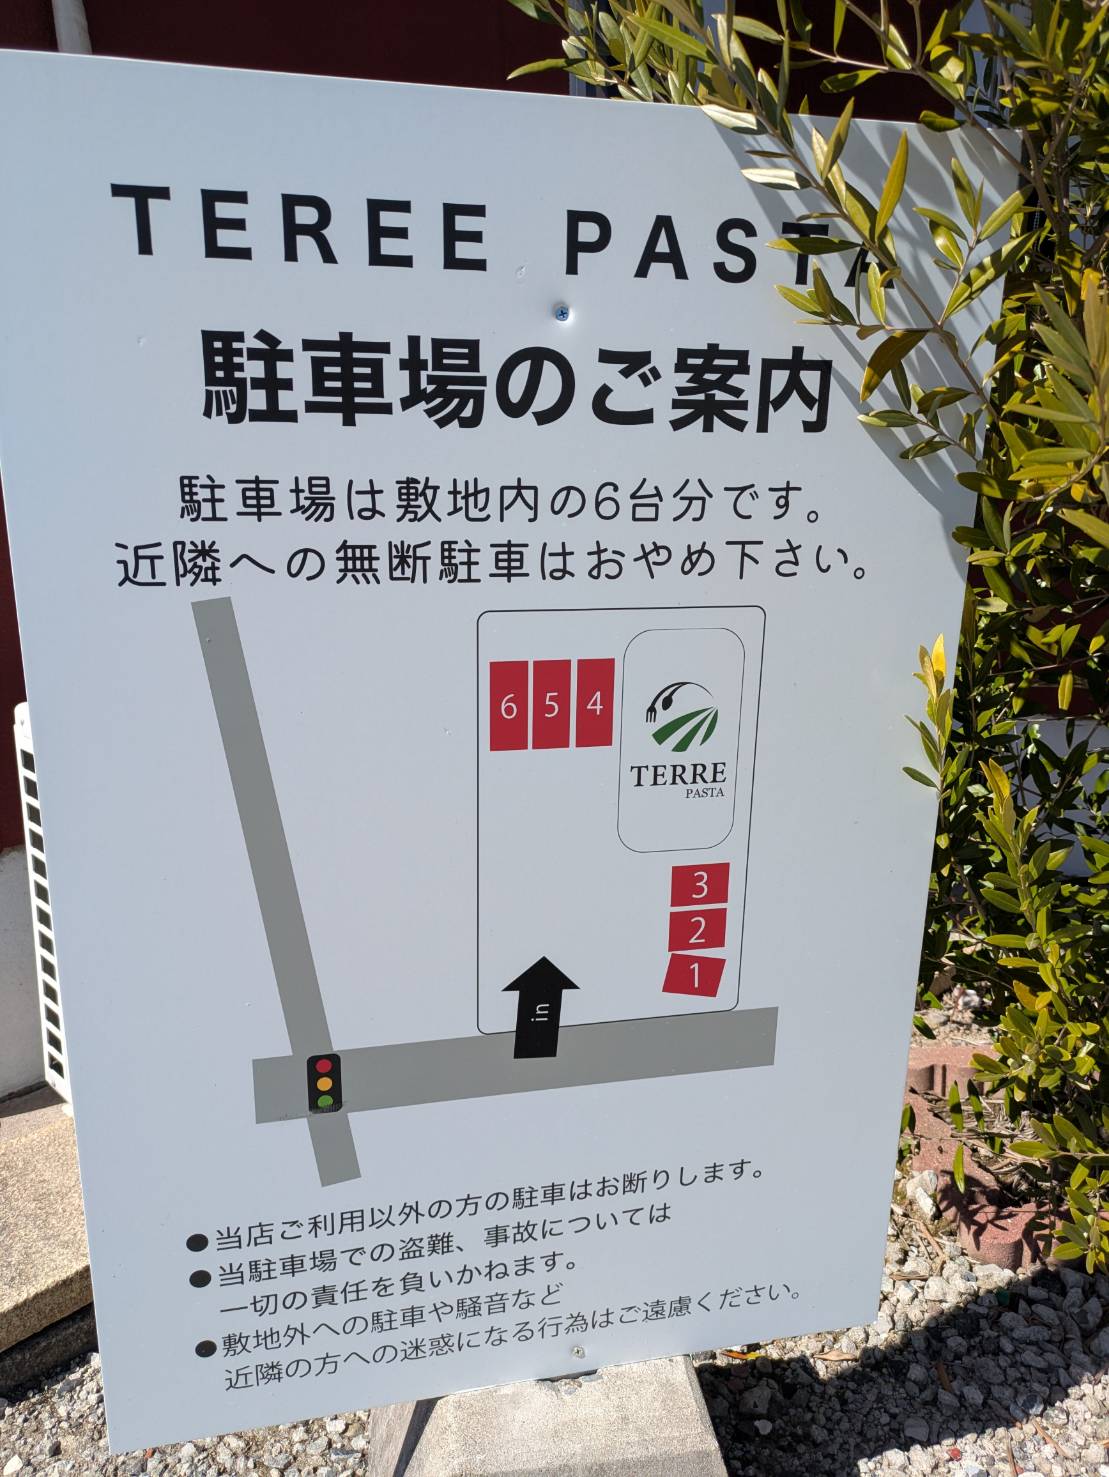 TEREE PASTA
駐車場のご案内
駐車場は敷地内の6台分です。
近隣への無断駐車はおやめ下さい。
6 5 4
TERRE
PASTA
3
2
1
in
●当店ご利用以外の方の駐車はお断りします。
●当駐車場での盗難、事故については
一切の責任を負いかねます。
●敷地外への駐車や騒音など
近隣の方への迷惑になる行為はご遠慮ください。